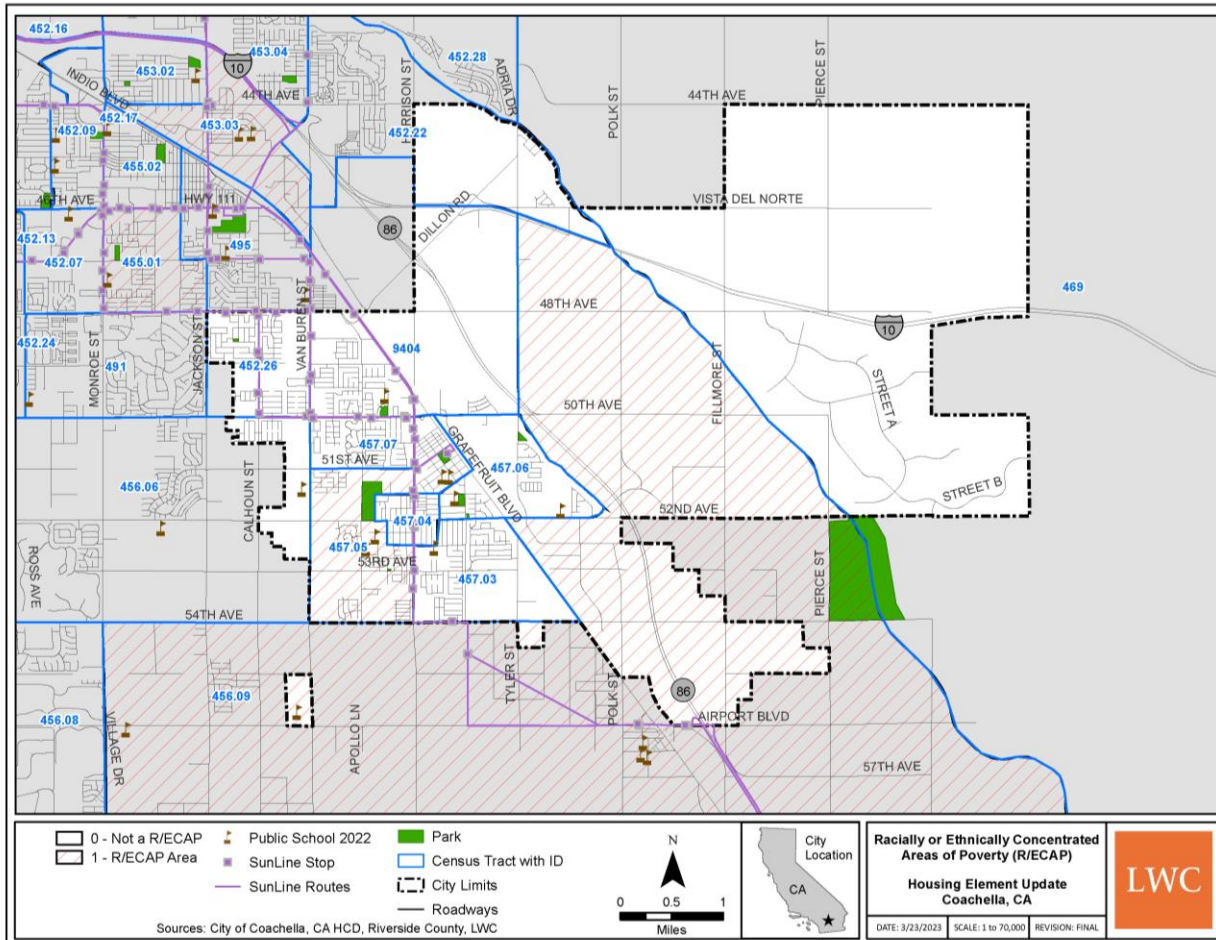 452.16
453.04
452.28
453.02
10
INDIO BLVD
44TH AVE
HARRISON ST
ADRIA DR
POLK ST
44TH AVE
PIERCE ST
452.09
452.17
453.03
452.22
455.02
46TH AVE
HWY 111
VISTA DEL NORTE
86
DILLON RD
452.13
452.07
455.01
495
469
48TH AVE
10
VAN BUREN ST
452.24
MONROE ST
491
JACKSON ST
452.26
9404
FILLMORE ST
STREET A
50TH AVE
457.07
GRAPEFRUIT BLVD
457.06
51ST AVE
456.06
CALHOUN ST
STREET B
52ND AVE
457.04
457.05
53RD AVE
457.03
ROSS AVE
PIERCE ST
54TH AVE
TYLER ST
POLK ST
456.09
86
456.08
VILLAGE DR
APOLLO LN
AIRPORT BLVD
57TH AVE
0 - Not a R/ECAP
1 - R/ECAP Area
Public School 2022
SunLine Stop
SunLine Routes
Park
Census Tract with ID
City Limits
Roadways
Sources: City of Coachella, CA HCD, Riverside County, LWC
N
0 0.5 1
Miles
City
Location
CA
Racially or Ethnically Concentrated
Areas of Poverty (R/ECAP)
Housing Element Update
Coachella, CA
DATE: 3/23/2023 SCALE: 1 to 70,000 REVISION: FINAL
LWC